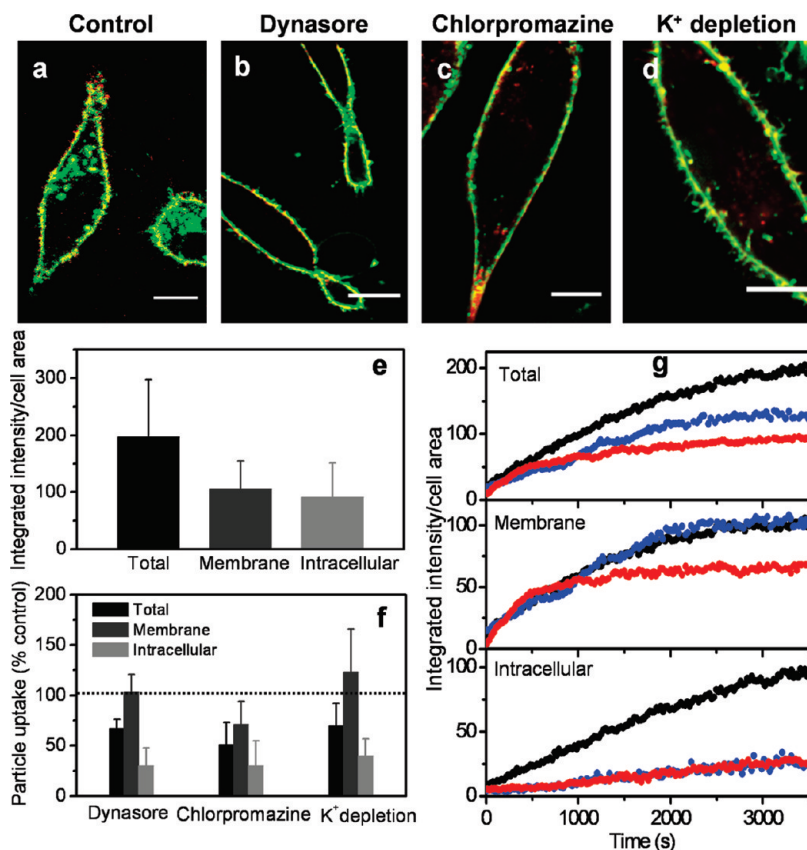 Control
Dynasore
Chlorpromazine
K⁺ depletion
a
b
c
d
e
Integrated intensity/cell area
300
200
100
0
Total
Membrane
Intracellular
f
Particle uptake (% control)
200
150
100
50
0
Total
Membrane
Intracellular
Dynasore
Chlorpromazine
K⁺ depletion
g
Integrated intensity/cell area
Total
200
100
0
Membrane
100
50
0
Intracellular
100
50
0
0
1000
2000
3000
Time (s)